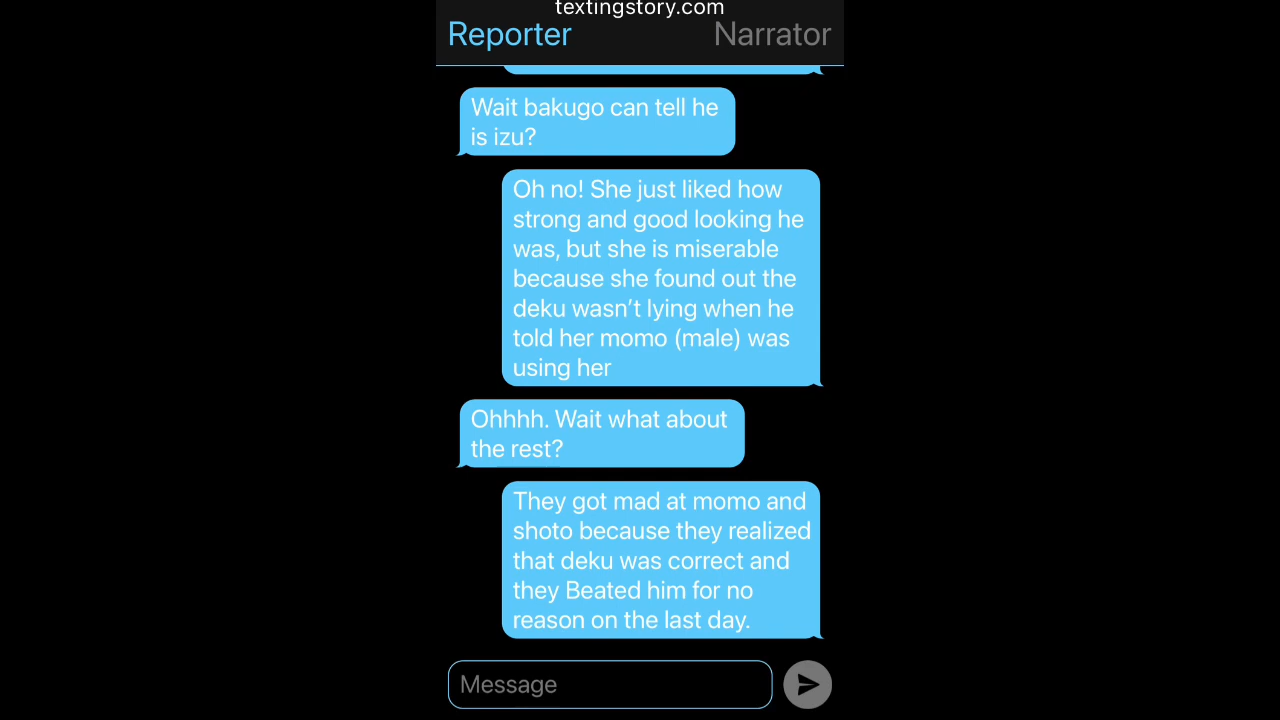 textingstory.com
Reporter
Narrator
Wait bakugo can tell he
is izu?
Oh no! She just liked how
strong and good looking he
was, but she is miserable
because she found out the
deku wasn’t lying when he
told her momo (male) was
using her
Ohhhh. Wait what about
the rest?
They got mad at momo and
shoto because they realized
that deku was correct and
they Beated him for no
reason on the last day.
Message